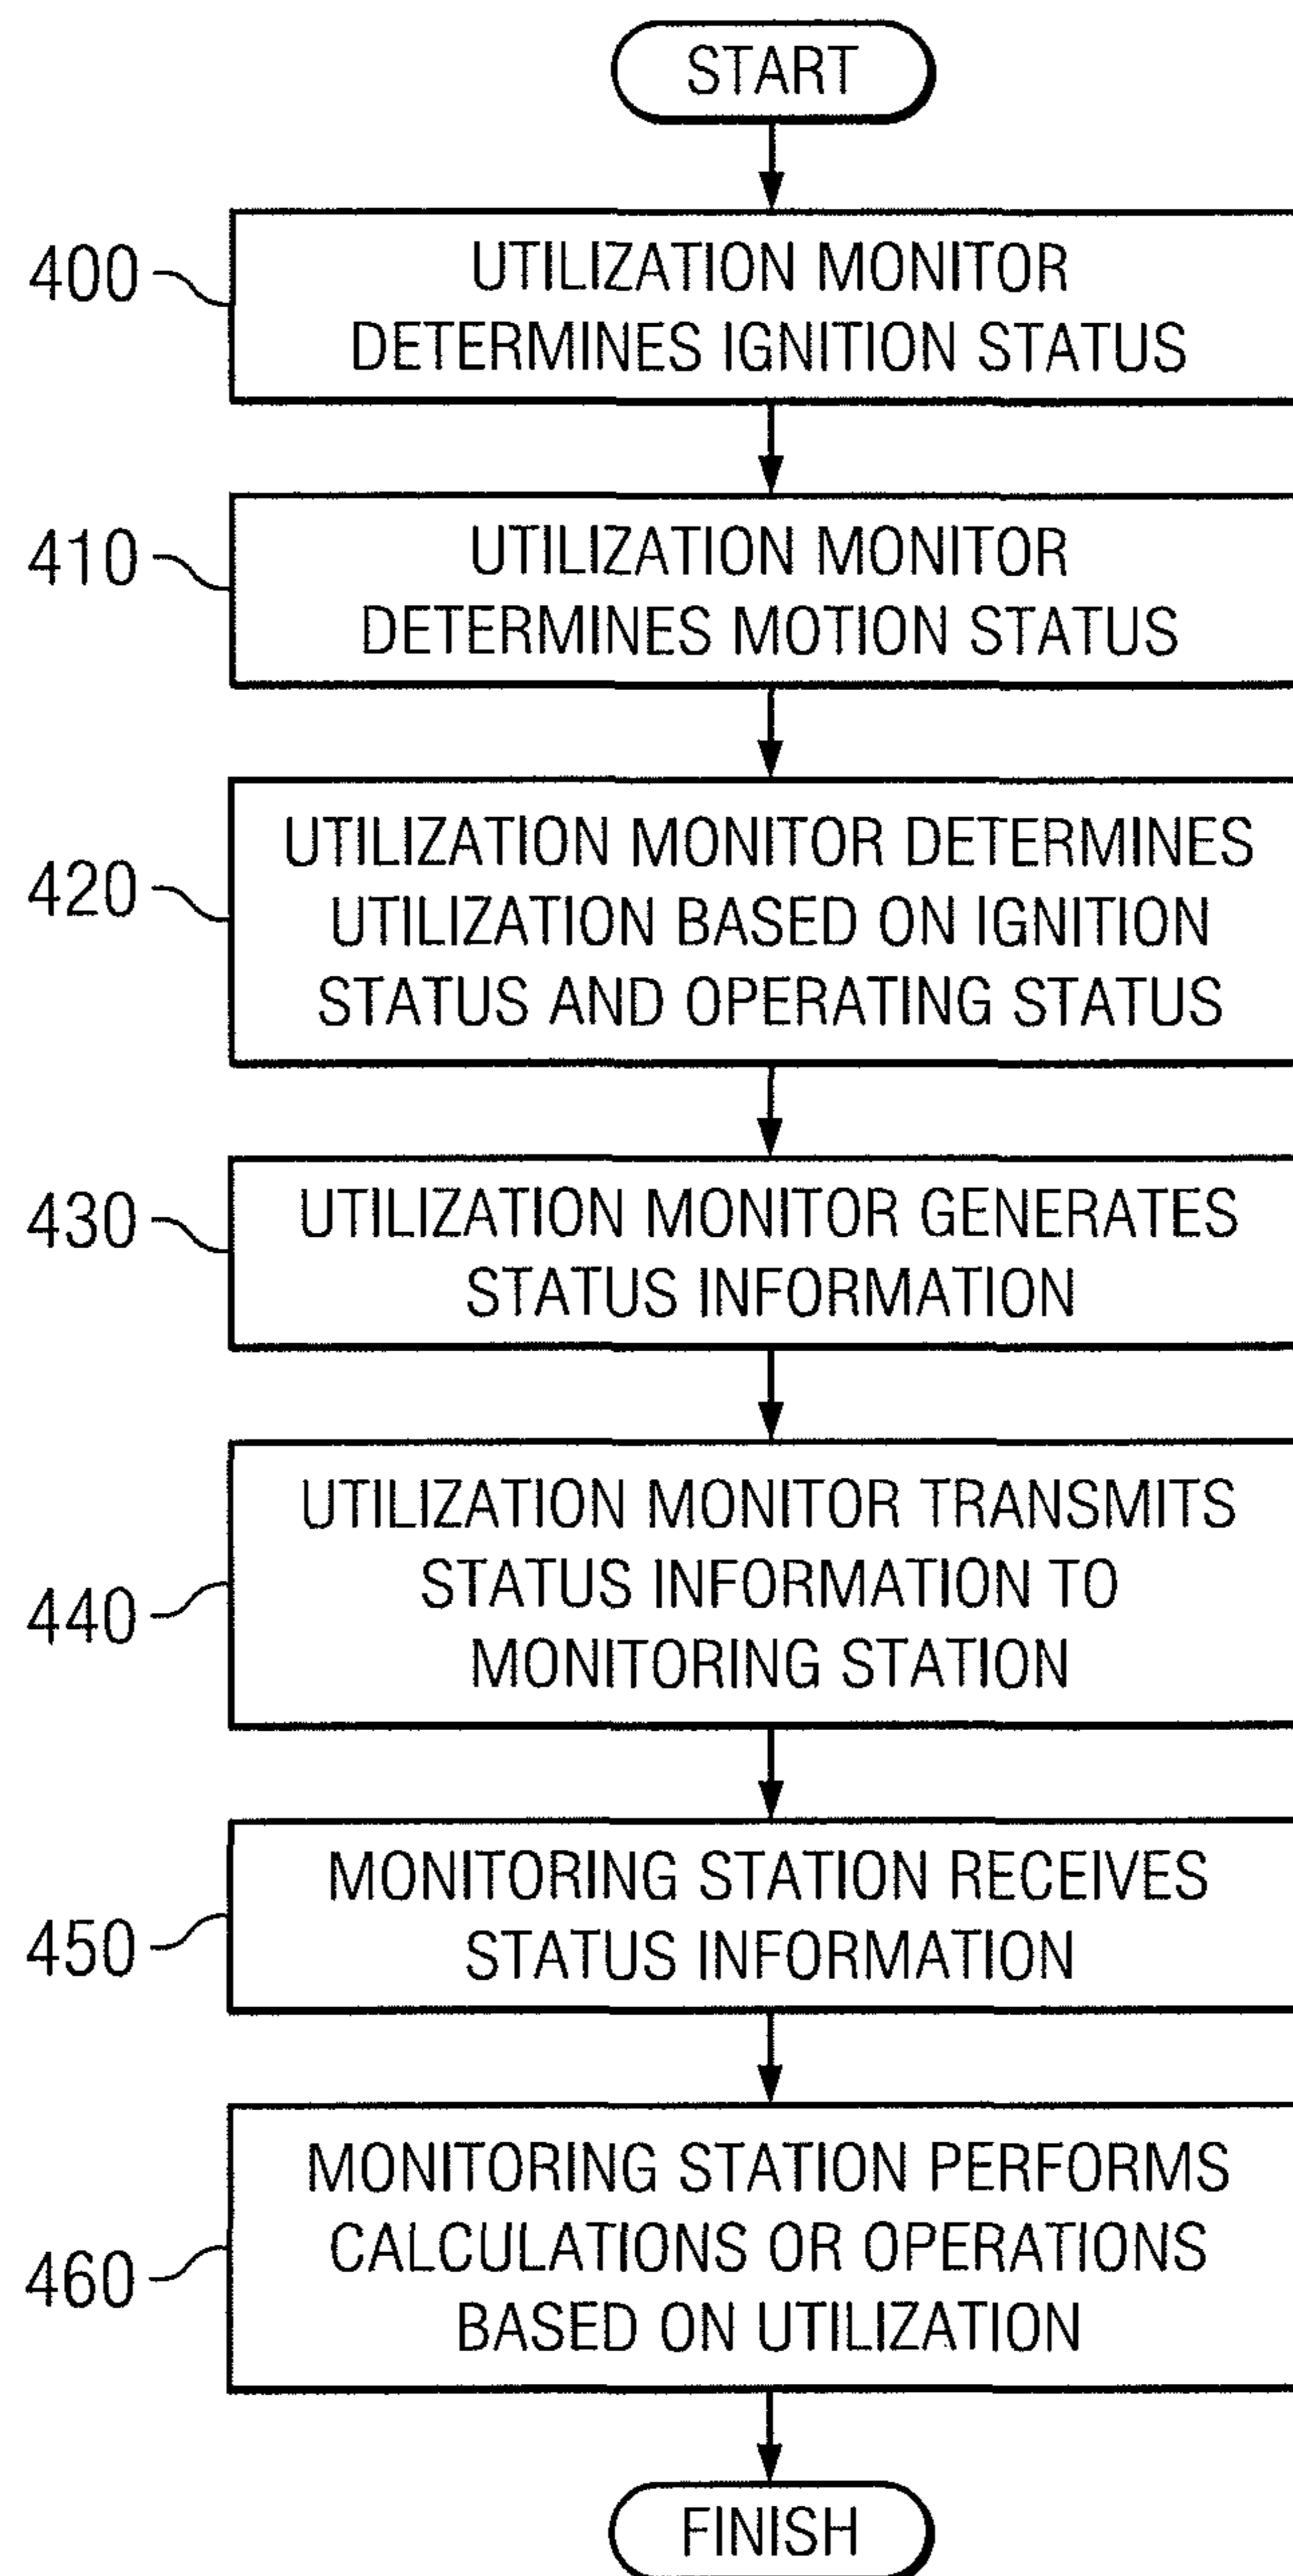 START
400
UTILIZATION MONITOR
DETERMINES IGNITION STATUS
410
UTILIZATION MONITOR
DETERMINES MOTION STATUS
420
UTILIZATION MONITOR DETERMINES
UTILIZATION BASED ON IGNITION
STATUS AND OPERATING STATUS
430
UTILIZATION MONITOR GENERATES
STATUS INFORMATION
440
UTILIZATION MONITOR TRANSMITS
STATUS INFORMATION TO
MONITORING STATION
450
MONITORING STATION RECEIVES
STATUS INFORMATION
460
MONITORING STATION PERFORMS
CALCULATIONS OR OPERATIONS
BASED ON UTILIZATION
FINISH